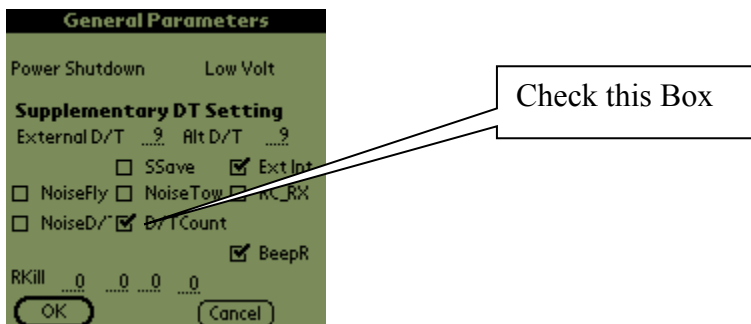 General Parameters
Power Shutdown Low Volt
Check this Box
Supplementary DT Setting
External D/T 9 Alt D/T 9
SSave Ext Int
NoiseFly NoiseTow RC_RX
NoiseD/T D/TCount
BeepR
RKill 0 0 0 0
OK Cancel